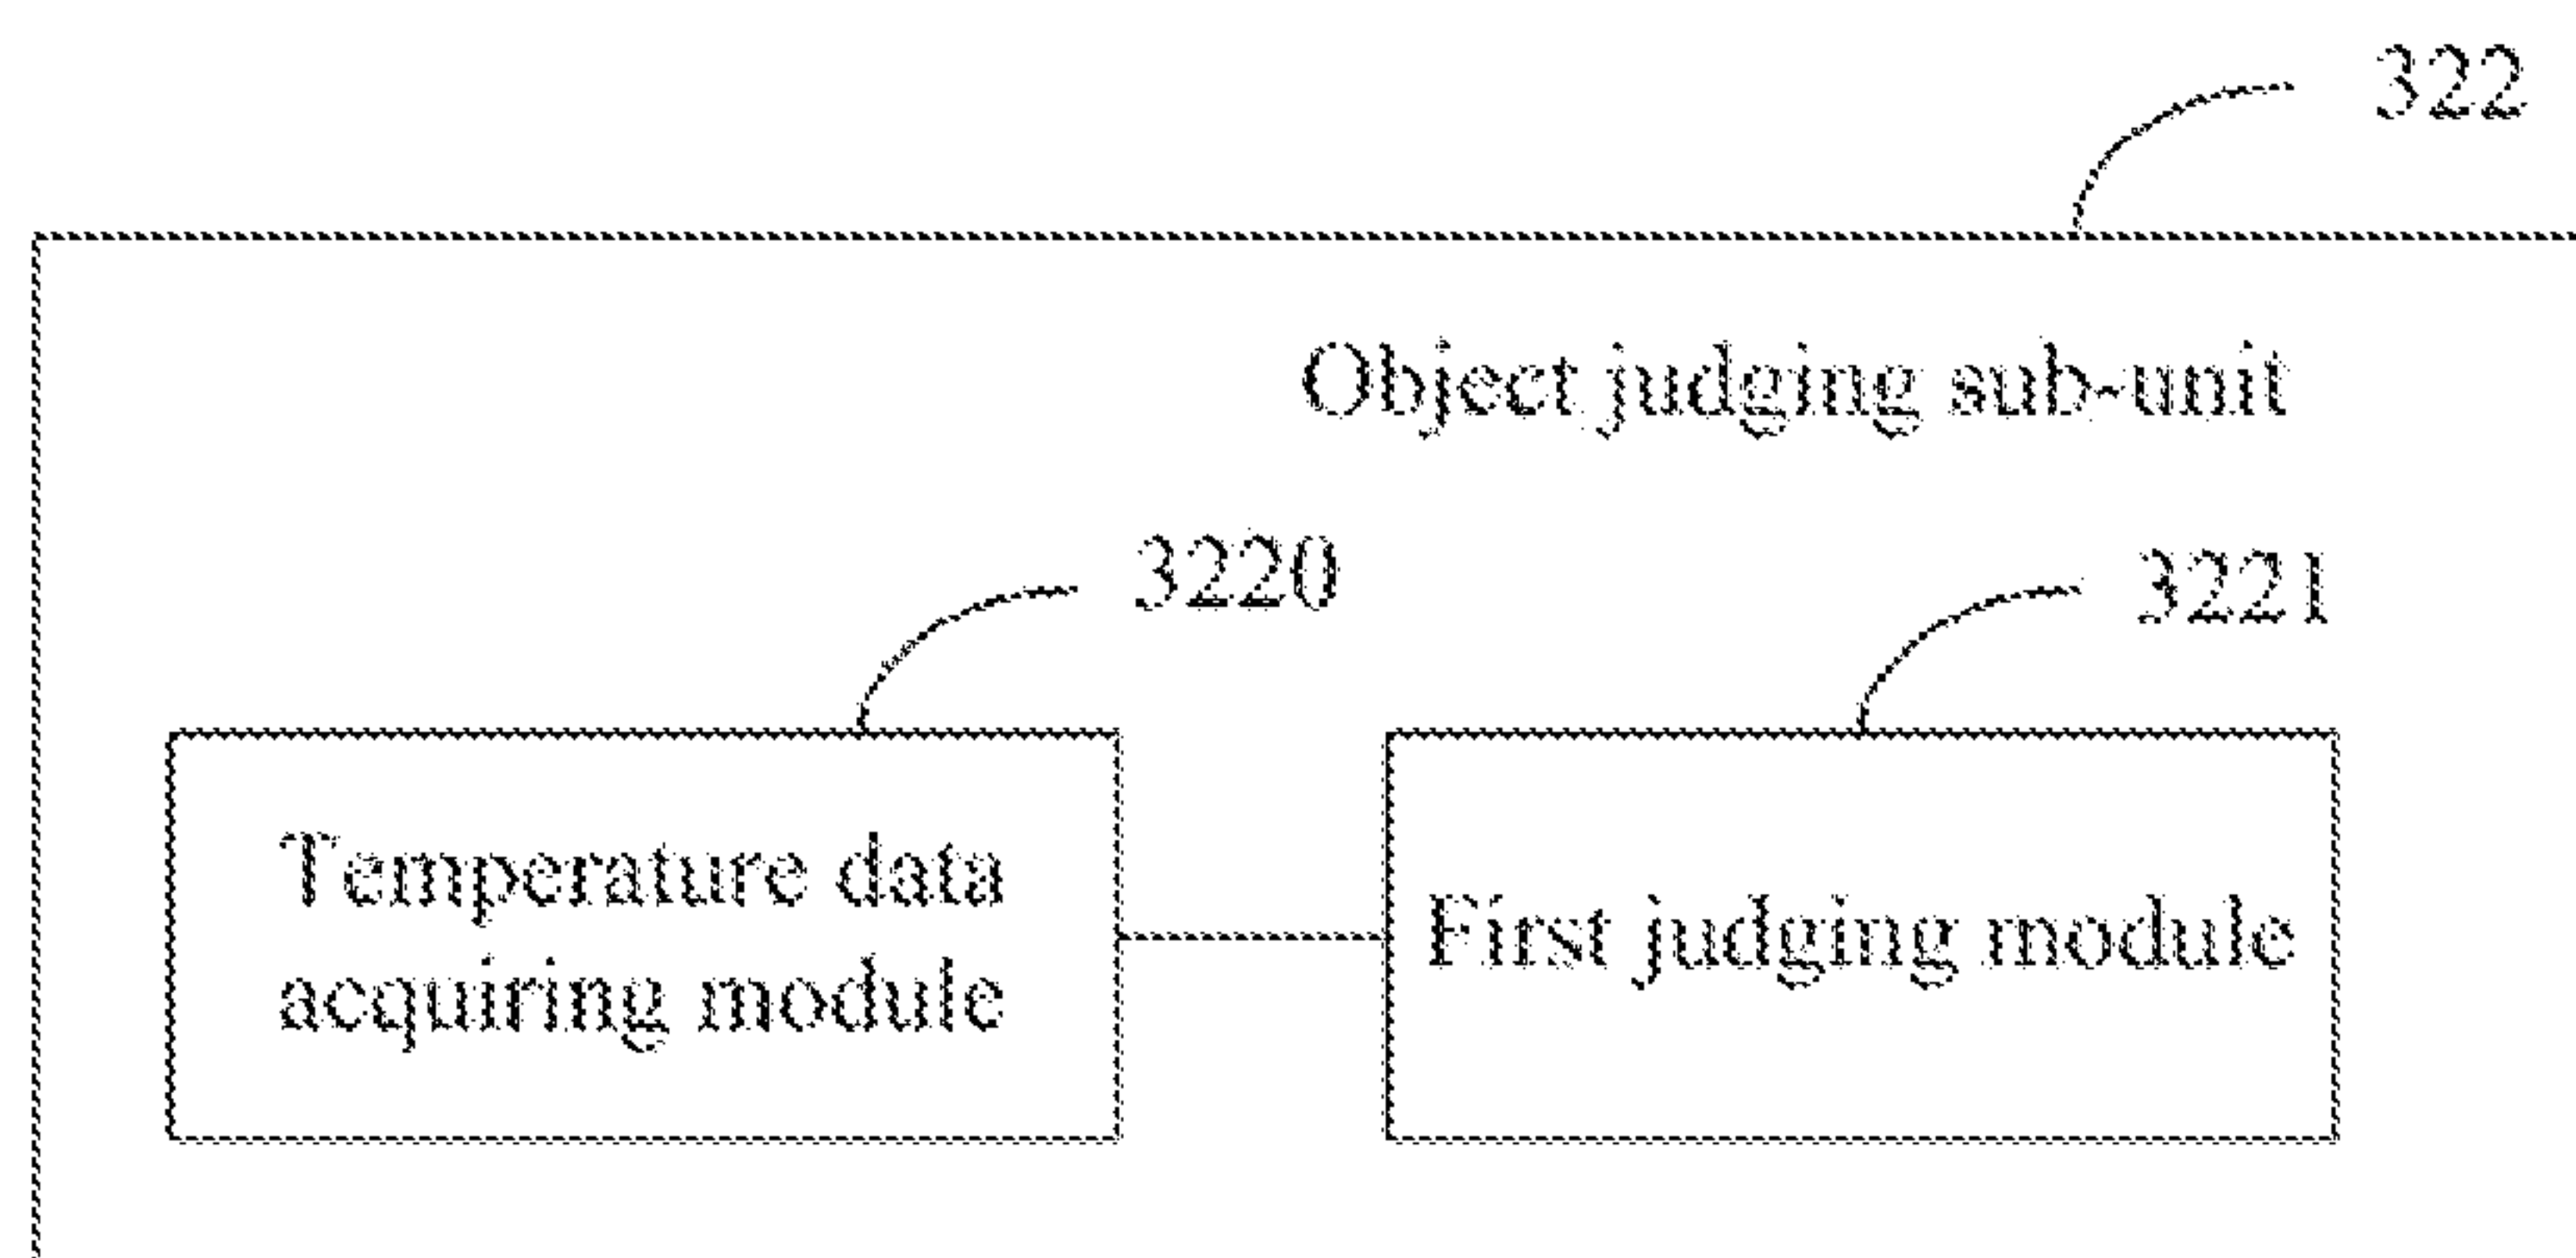 322
Object judging sub-unit
3220
3221
Temperature data
acquiring module
First judging module